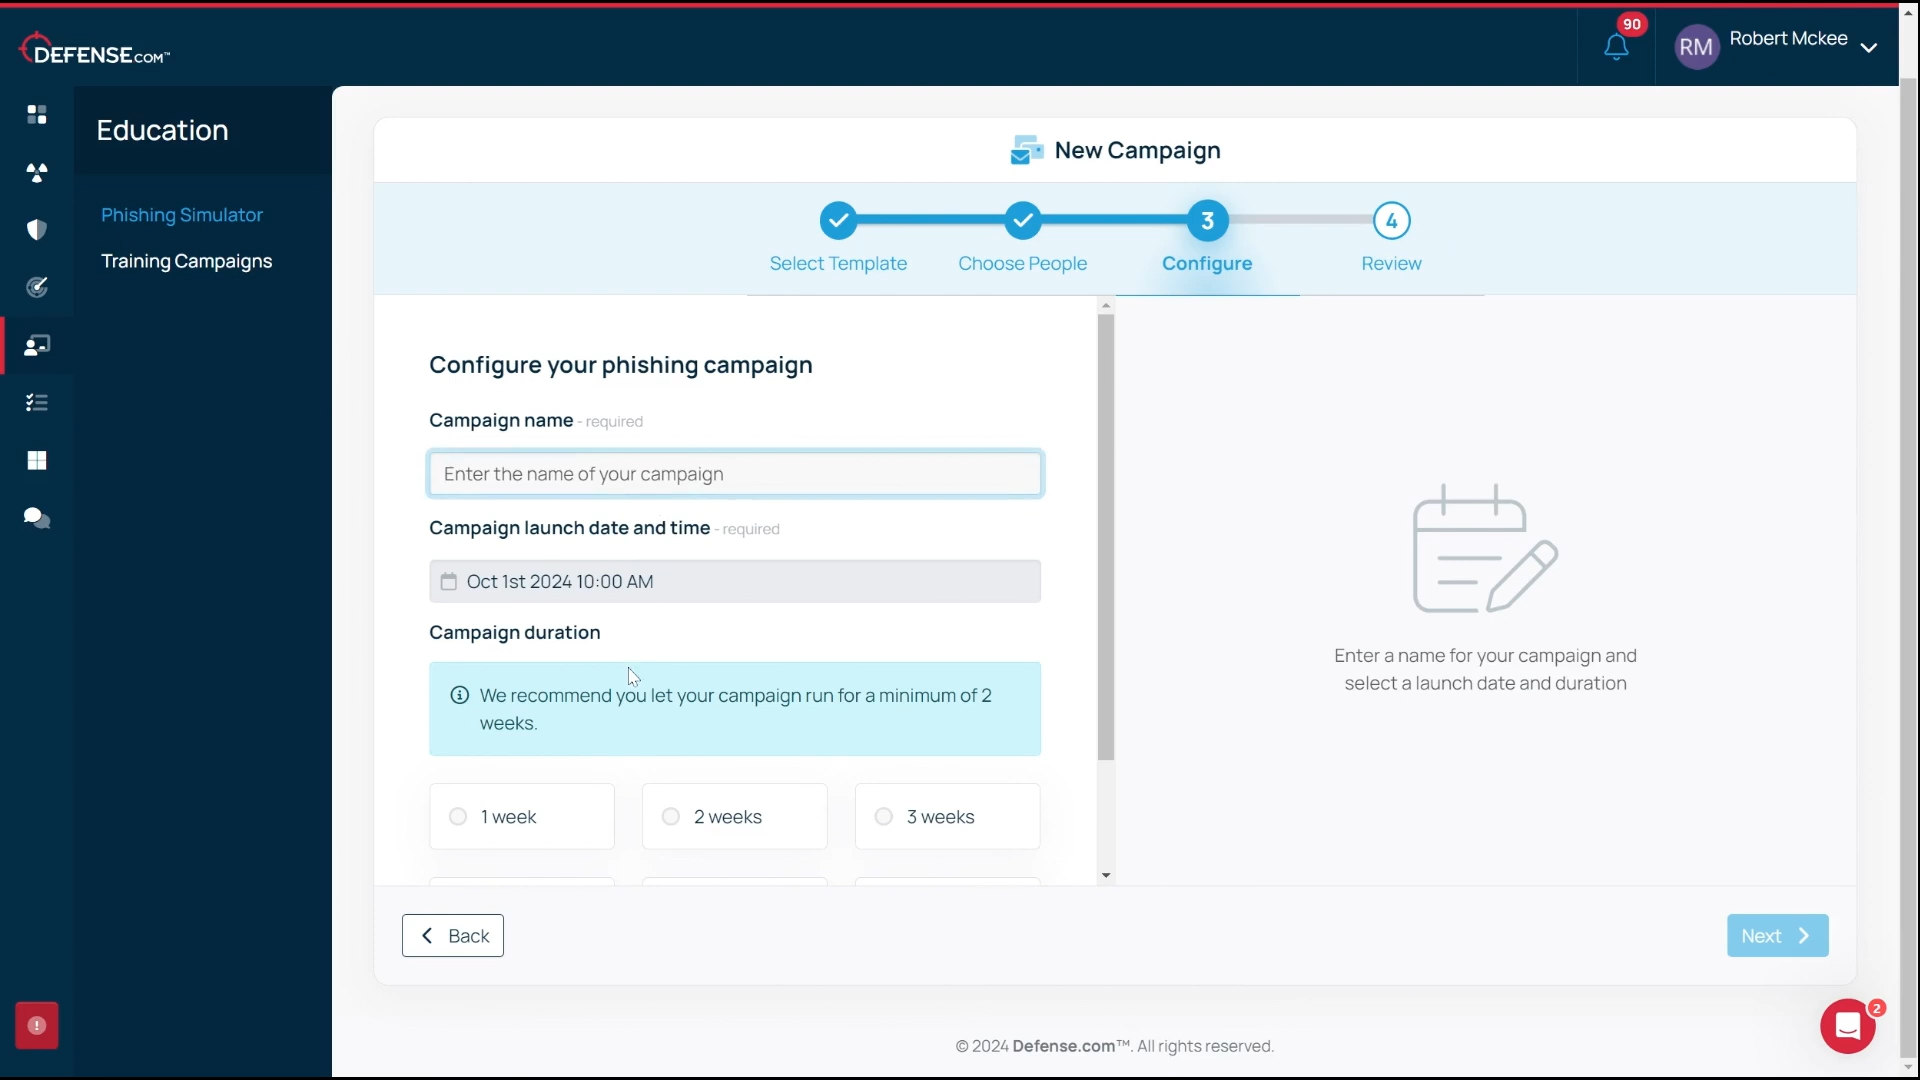 DEFENSE.COM™
90
RM
Robert Mckee
Education
Phishing Simulator
Training Campaigns
New Campaign
3
4
Select Template
Choose People
Configure
Review
Configure your phishing campaign
Campaign name - required
Enter the name of your campaign
Campaign launch date and time - required
Oct 1st 2024 10:00 AM
Campaign duration
We recommend you let your campaign run for a minimum of 2
weeks.
1 week
2 weeks
3 weeks
Enter a name for your campaign and
select a launch date and duration
Back
Next
2
© 2024 Defense.com™. All rights reserved.